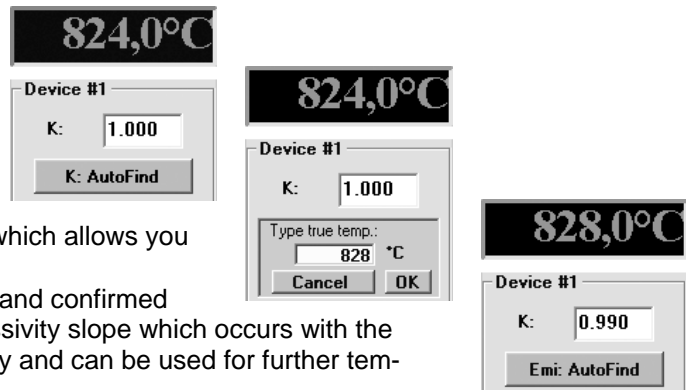 824,0°C
Device #1
K: 1.000
K: AutoFind
824,0°C
Device #1
K: 1.000
Type true temp.:
828 °C
Cancel OK
828,0°C
Device #1
K: 0.990
Emi: AutoFind
which allows you
and confirmed
ssivity slope which occurs with the
y and can be used for further tem-